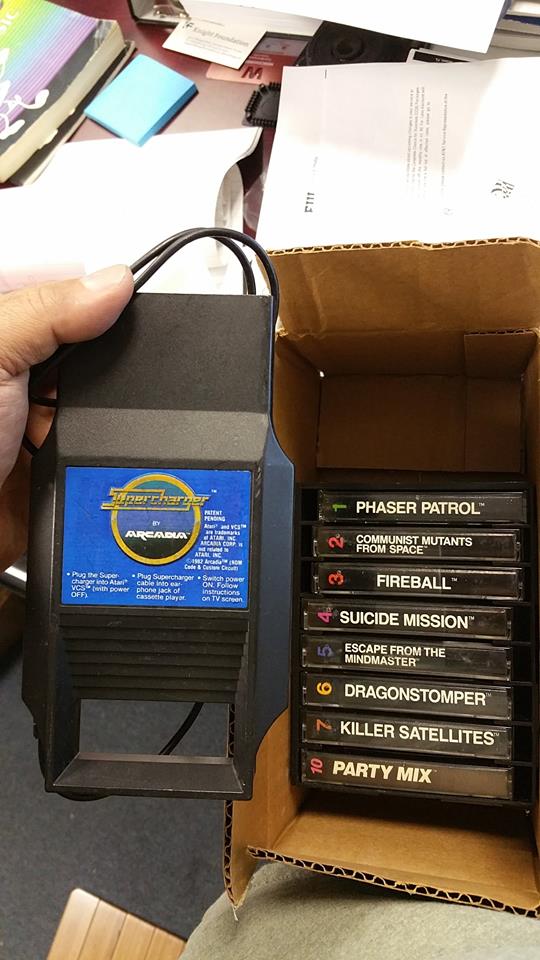 Knight Foundation
W
Supercharger™
BY
ARCADIA™
PATENT
PENDING
Atari® and VCS™
are trademarks
of ATARI, INC.
ARCADIA CORP. is
not related to
ATARI, INC.
©1982 Arcadia™ (ROM
Code & Custom Circuit)
• Plug the Super-
charger into Atari®
VCS™ (with power
OFF).
• Plug Supercharger
cable into ear-
phone jack of
cassette player.
• Switch power
ON. Follow
instructions
on TV screen.
1 PHASER PATROL™
2 COMMUNIST MUTANTS
FROM SPACE™
3 FIREBALL™
4 SUICIDE MISSION™
5 ESCAPE FROM THE
MINDMASTER™
6 DRAGONSTOMPER™
7 KILLER SATELLITES™
10 PARTY MIX™